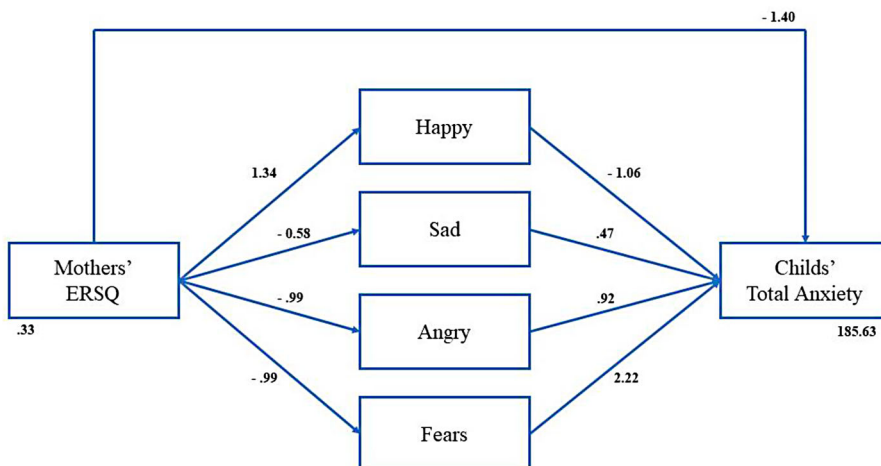 - 1.40
Happy
1.34
- 1.06
Sad
- 0.58
.47
Mothers’
ERSQ
Childs’
Total Anxiety
- .99
.92
Angry
.33
185.63
- .99
2.22
Fears